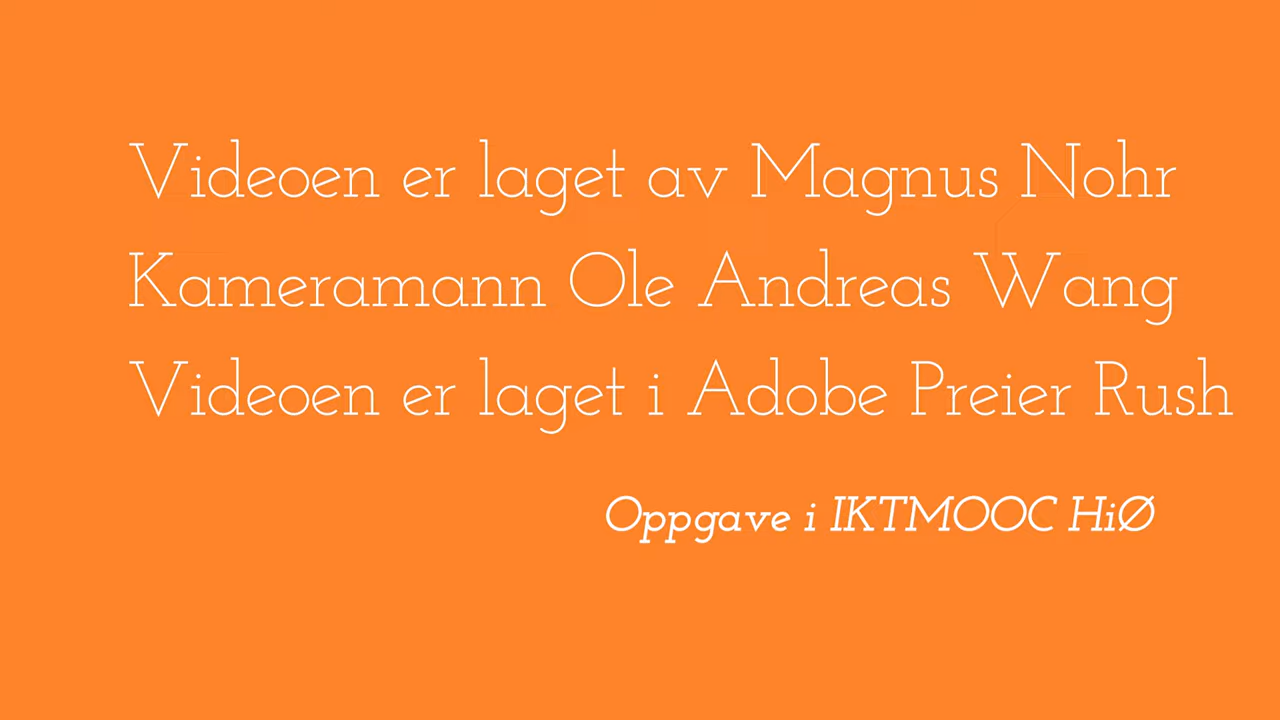 Videoen er laget av Magnus Nohr
Kameramann Ole Andreas Wang
Videoen er laget i Adobe Preier Rush
Oppgave i IKTMOOC HiØ